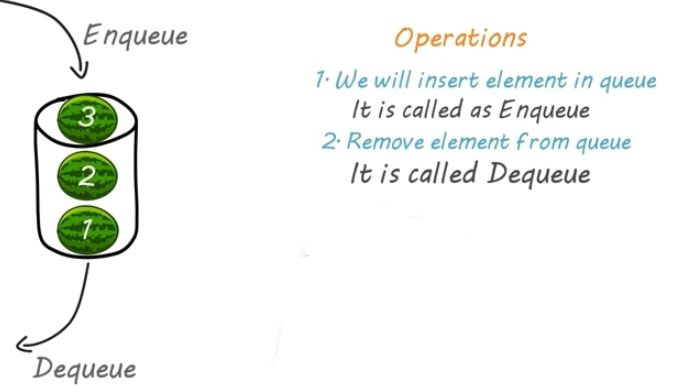 Enqueue
3
2
1
Dequeue
Operations
1. We will insert element in queue
It is called as Enqueue
2. Remove element from queue
It is called Dequeue